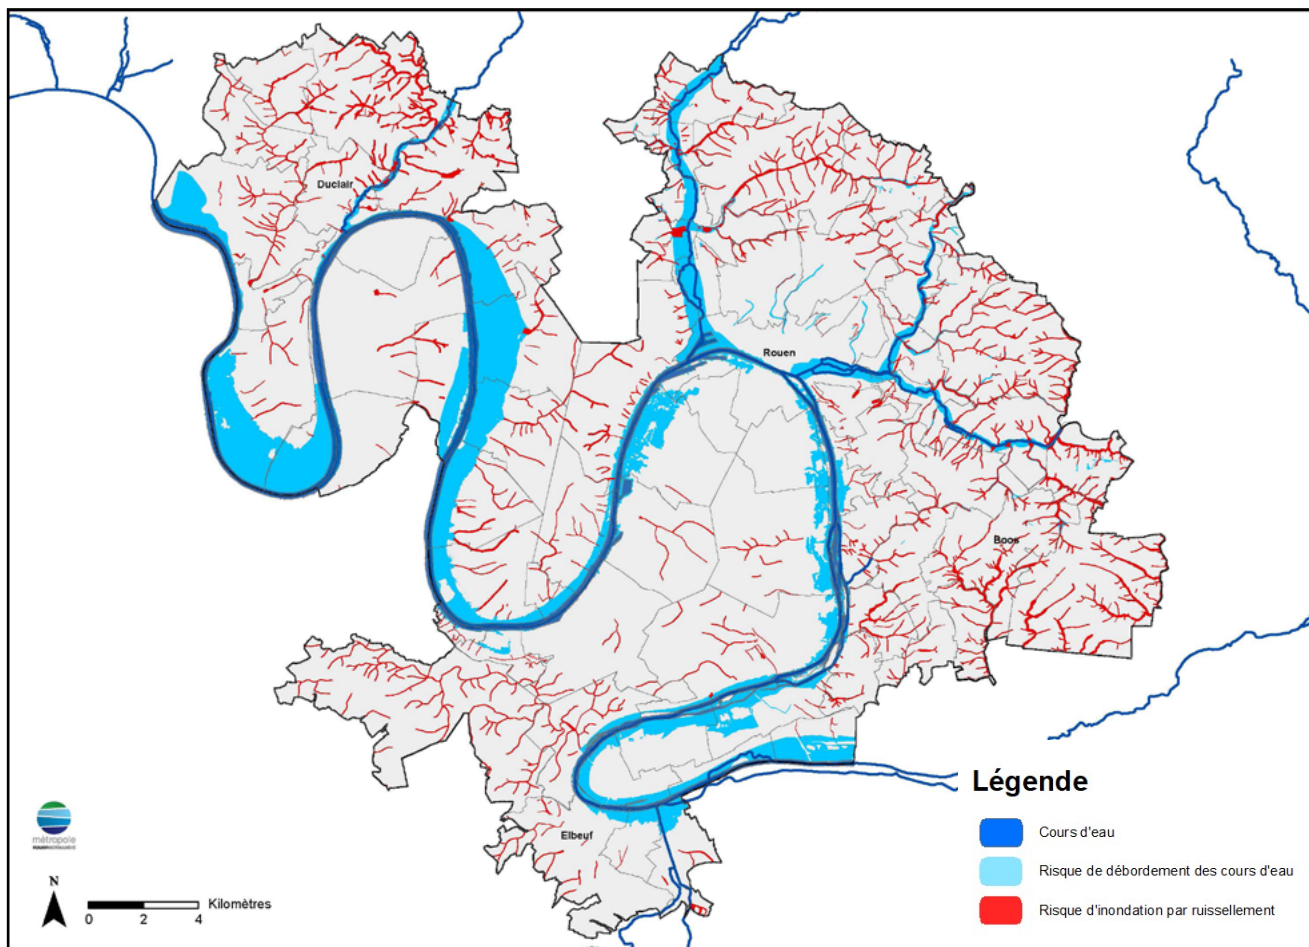 Duclair
Rouen
Boos
Elbeuf
métropole
ROUENNORMANDIE
N
0 2 4 Kilomètres
Légende
Cours d'eau
Risque de débordement des cours d'eau
Risque d'inondation par ruissellement